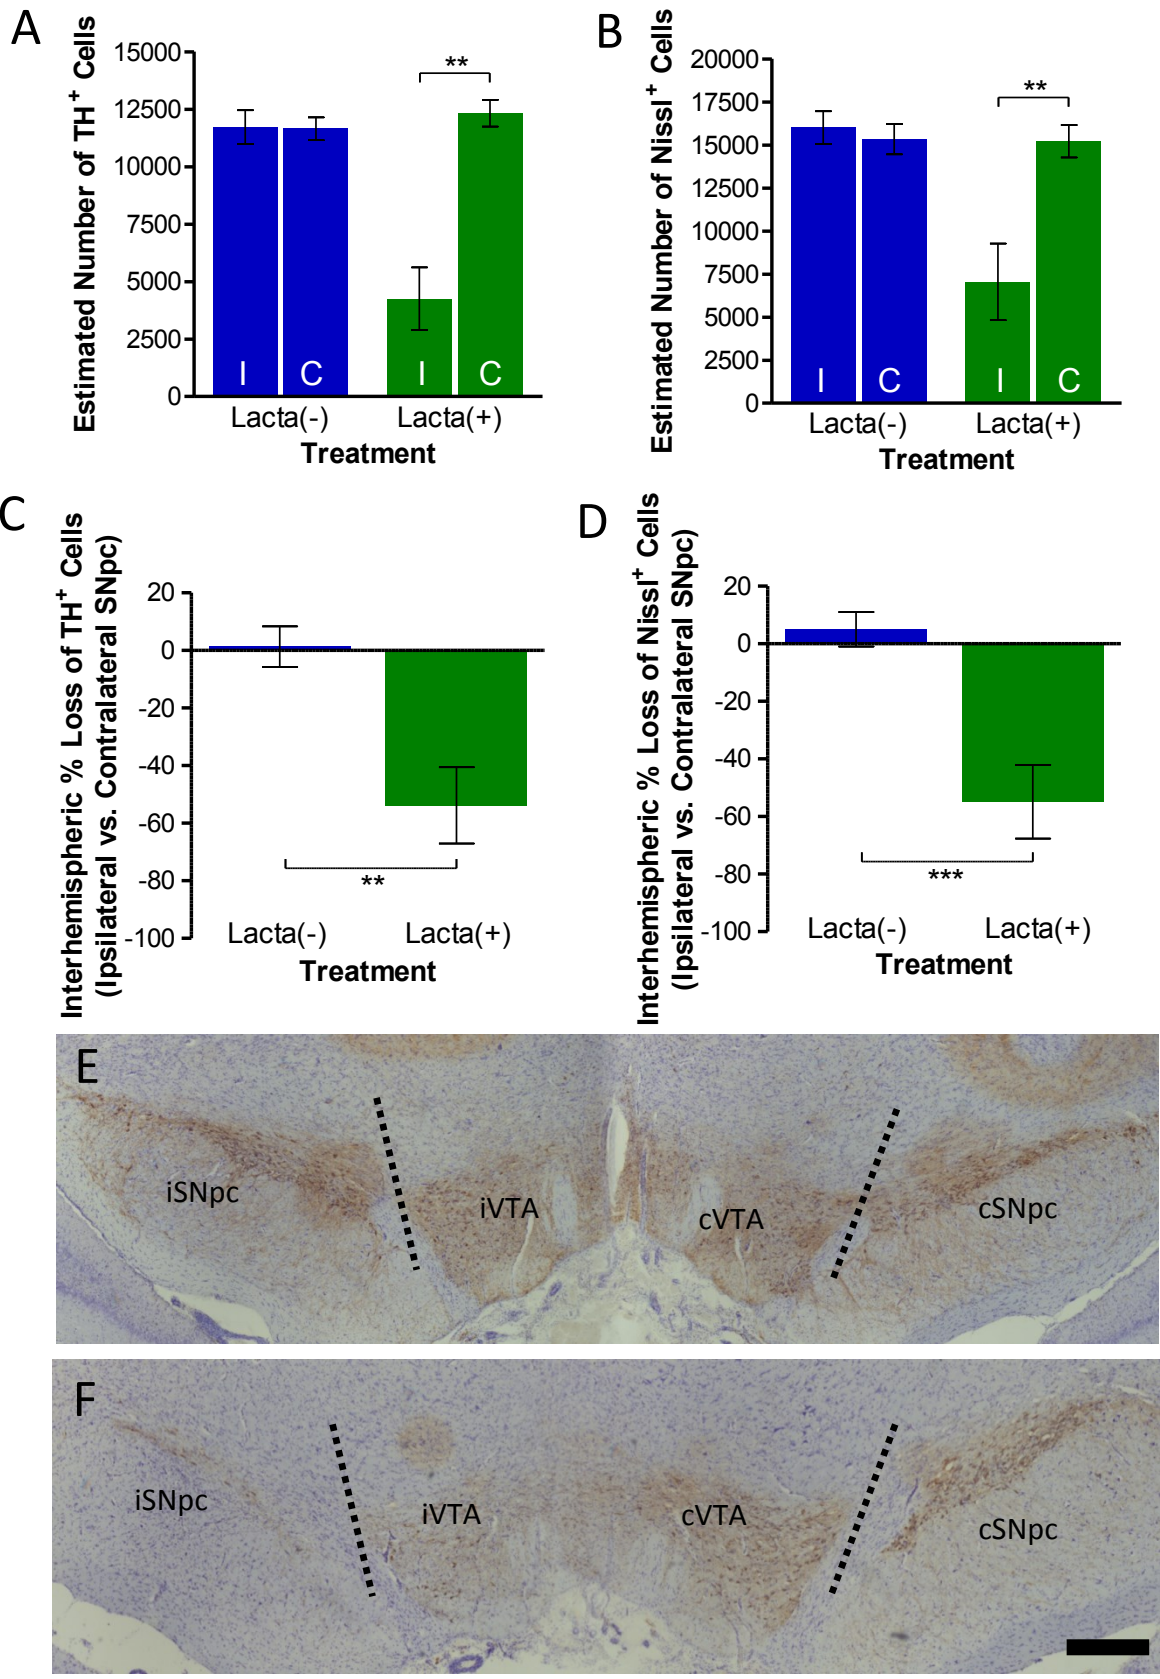 A
Estimated Number of TH+ Cells
15000
12500
10000
7500
5000
2500
0
**
I C I C
Lacta(-) Lacta(+)
Treatment
B
Estimated Number of Nissl+ Cells
20000
17500
15000
12500
10000
7500
5000
2500
0
**
I C I C
Lacta(-) Lacta(+)
Treatment
C
Interhemispheric % Loss of TH+ Cells
(Ipsilateral vs. Contralateral SNpc)
20
0
-20
-40
-60
-80
-100
**
Lacta(-) Lacta(+)
Treatment
D
Interhemispheric % Loss of Nissl+ Cells
(Ipsilateral vs. Contralateral SNpc)
20
0
-20
-40
-60
-80
-100
***
Lacta(-) Lacta(+)
Treatment
E
iSNpc iVTA cVTA cSNpc
F
iSNpc iVTA cVTA cSNpc